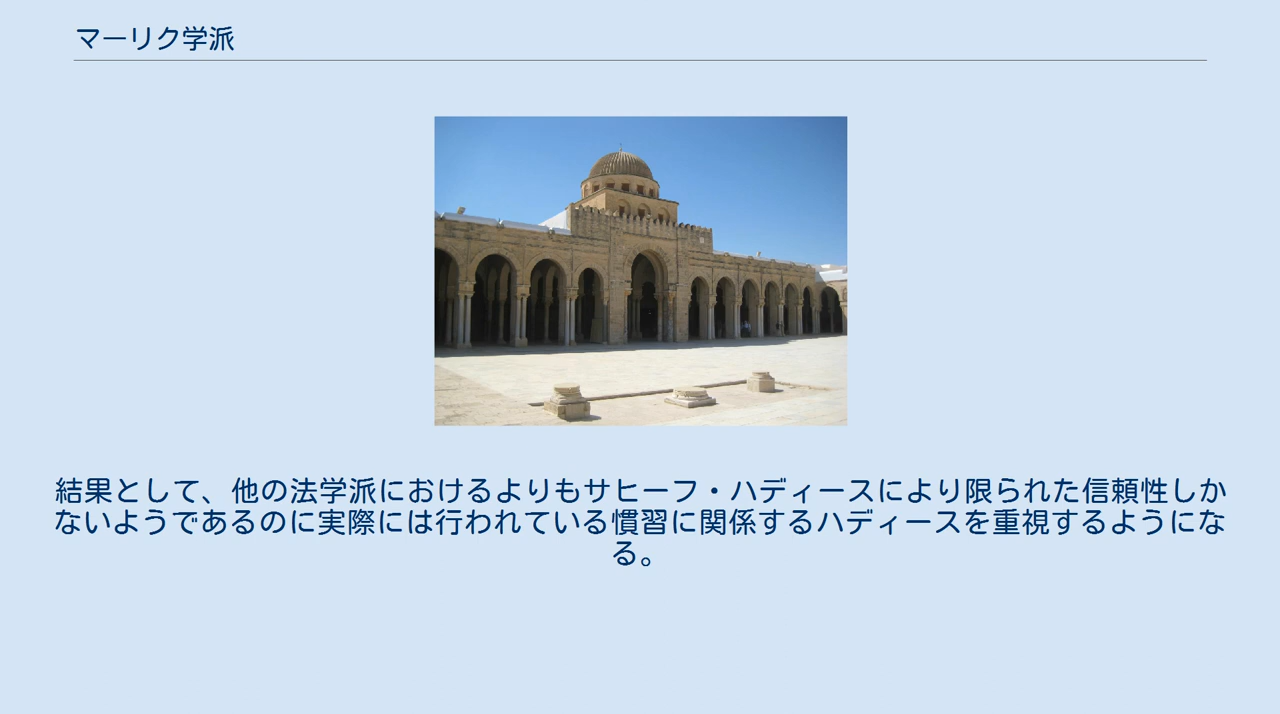 マーリク学派
結果として、他の法学派におけるよりもサヒーフ・ハディースにより限られた信頼性しか
ないようであるのに実際には行われている慣習に関係するハディースを重視するようにな
る。